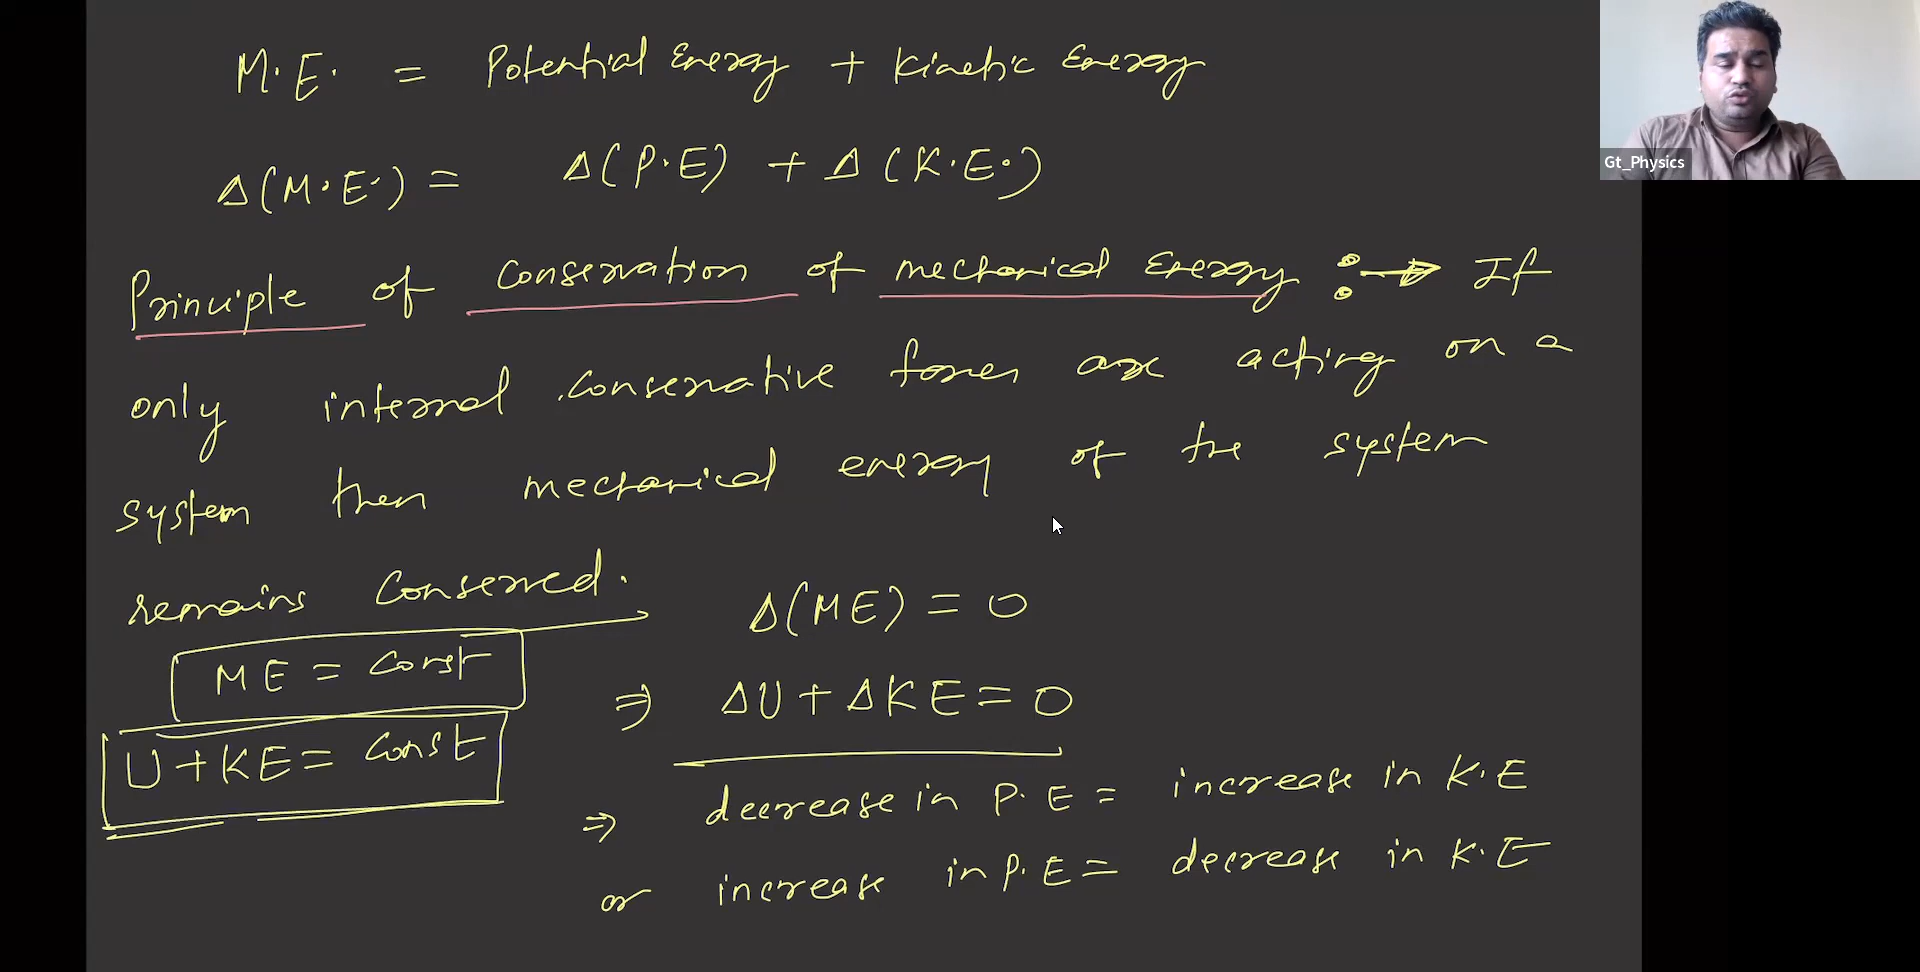 M.E. = Potential Energy + Kinetic Energy
Gt_Physics
Δ(M.E.) = Δ(P.E) + Δ(K.E.)
Principle of Conservation of mechanical Energy :→ If
only internal conservative forces are acting on a
system then mechanical energy of the system
remains Conserved.
Δ(ME) = 0
ME = Const
⇒ ΔU + ΔKE = 0
U + KE = Const
⇒ decrease in P.E = increase in K.E
or increase in P.E = decrease in K.E